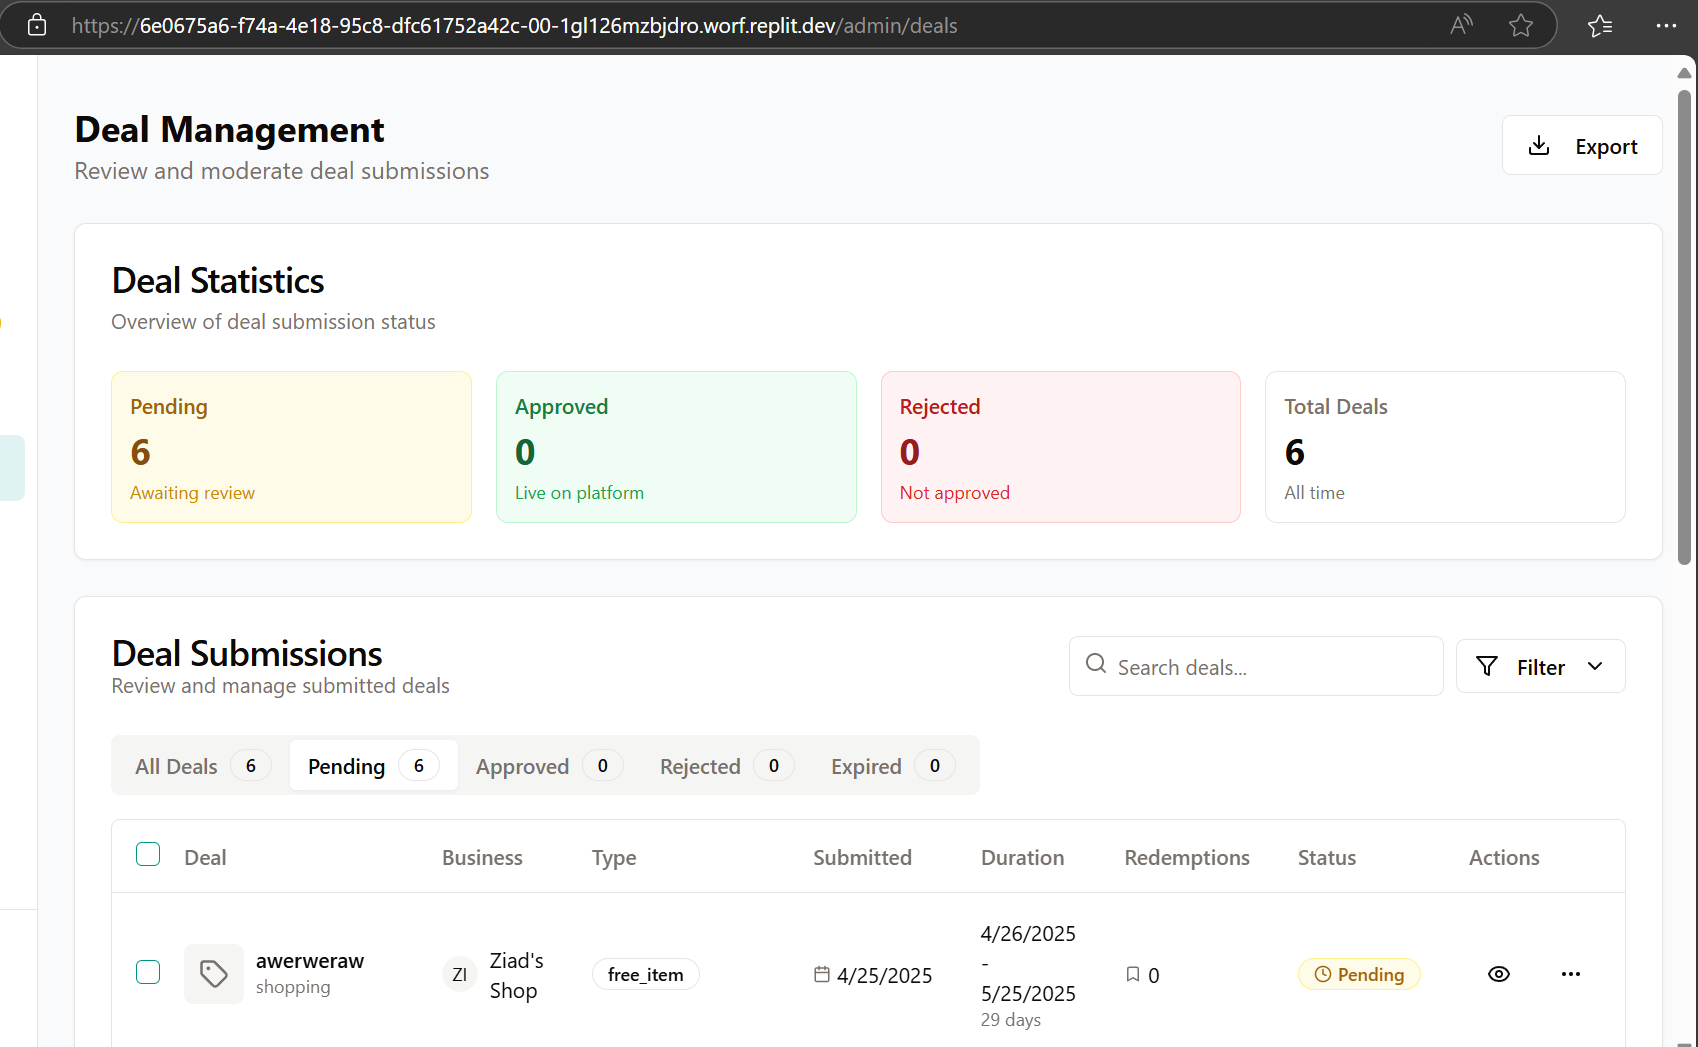 https://6e0675a6-f74a-4e18-95c8-dfc61752a42c-00-1gl126mzbjdro.worf.replit.dev/admin/deals
Deal Management
Review and moderate deal submissions
Export
Deal Statistics
Overview of deal submission status
Pending
6
Awaiting review
Approved
0
Live on platform
Rejected
0
Not approved
Total Deals
6
All time
Deal Submissions
Review and manage submitted deals
Search deals...
Filter
All Deals 6 Pending 6 Approved 0 Rejected 0 Expired 0
Deal Business Type Submitted Duration Redemptions Status Actions
awerweraw
shopping
ZI
Ziad's
Shop
free_item
4/25/2025
4/26/2025
-
5/25/2025
29 days
0
Pending